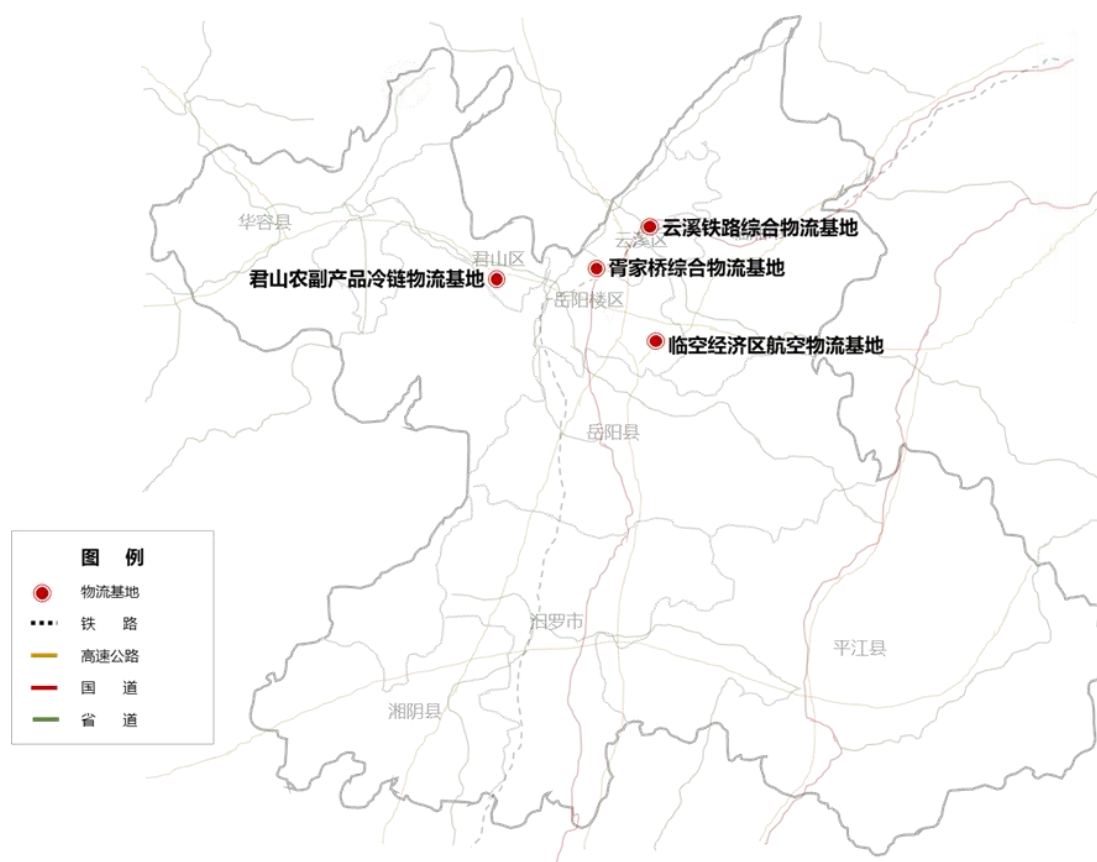 华容县
云溪铁路综合物流基地
云溪区
君山区
胥家桥综合物流基地
君山农副产品冷链物流基地
岳阳楼区
临空经济区航空物流基地
岳阳县
图 例
物流基地
铁 路
高速公路
国 道
省 道
汨罗市
平江县
湘阴县